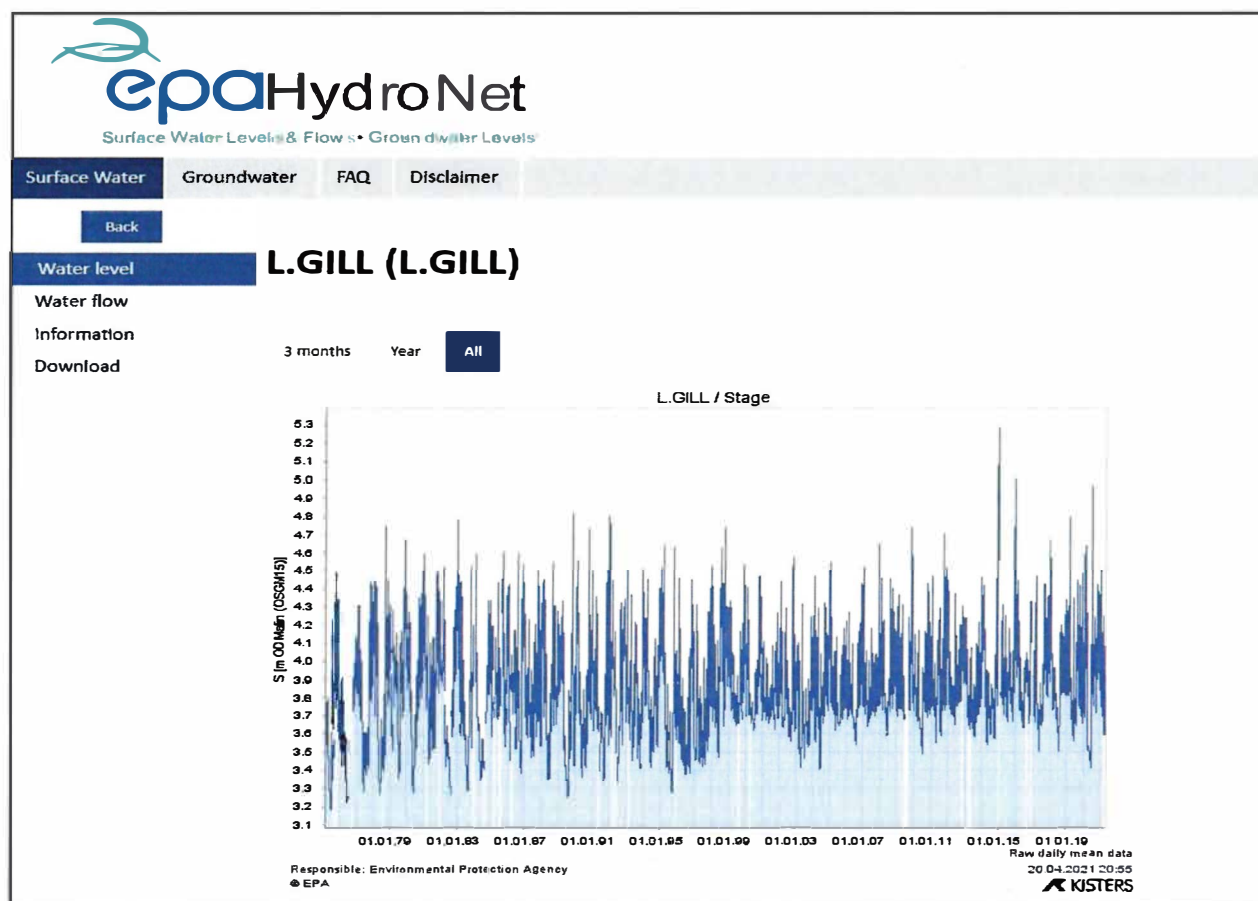 epaHydroNet
Surface Water Levels & Flows • Groundwater Levels
Surface Water Groundwater FAQ Disclaimer
Back
Water level
Water flow
Information
Download
L.GILL (L.GILL)
3 months Year All
L.GILL / Stage
5.3
5.2
5.1
5.0
4.9
4.8
4.7
4.6
4.5
4.4
4.3
4.2
4.1
4.0
3.9
3.8
3.7
3.6
3.5
3.4
3.3
3.2
3.1
S [m OD Malin (OSGM15)]
01.01.79 01.01.83 01.01.87 01.01.91 01.01.95 01.01.99 01.01.03 01.01.07 01.01.11 01.01.15 01.01.19
Raw daily mean data
Responsible: Environmental Protection Agency
20.04.2021 20:55
© EPA
KISTERS